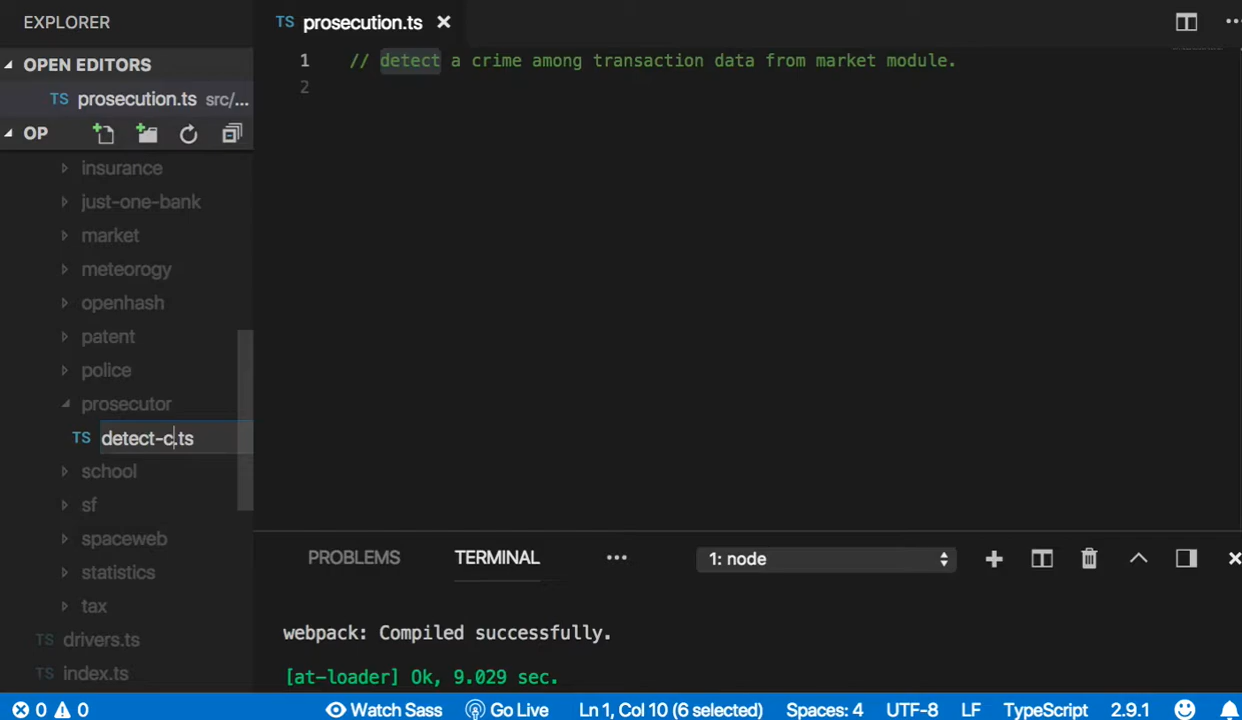 EXPLORER
OPEN EDITORS
TS prosecution.ts src/...
OP
insurance
just-one-bank
market
meteorogy
openhash
patent
police
prosecutor
TS detect-c.ts
school
sf
spaceweb
statistics
tax
TS drivers.ts
TS index.ts
TS prosecution.ts
1 // detect a crime among transaction data from market module.
2
PROBLEMS TERMINAL ... 1: node
webpack: Compiled successfully.
[at-loader] Ok, 9.029 sec.
0 0 Watch Sass Go Live Ln 1, Col 10 (6 selected) Spaces: 4 UTF-8 LF TypeScript 2.9.1